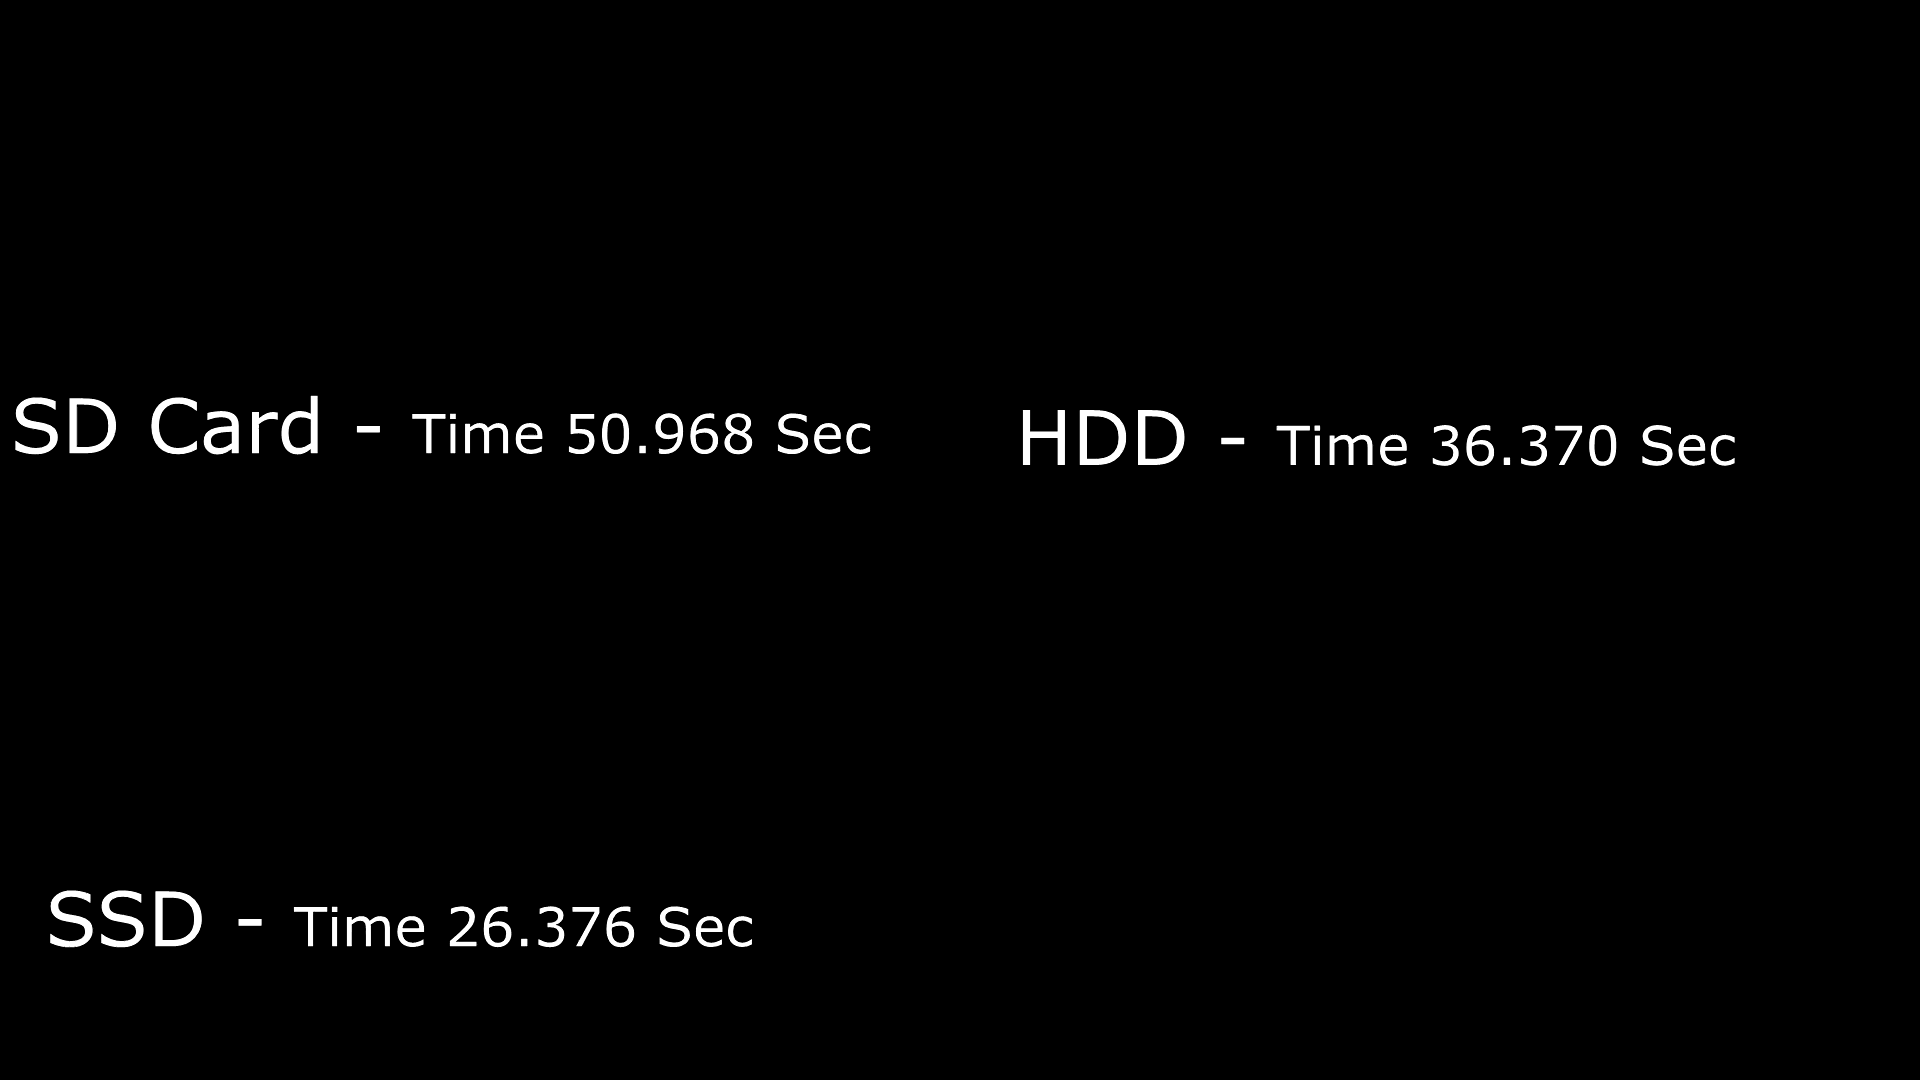 SD Card - Time 50.968 Sec
HDD - Time 36.370 Sec
SSD - Time 26.376 Sec